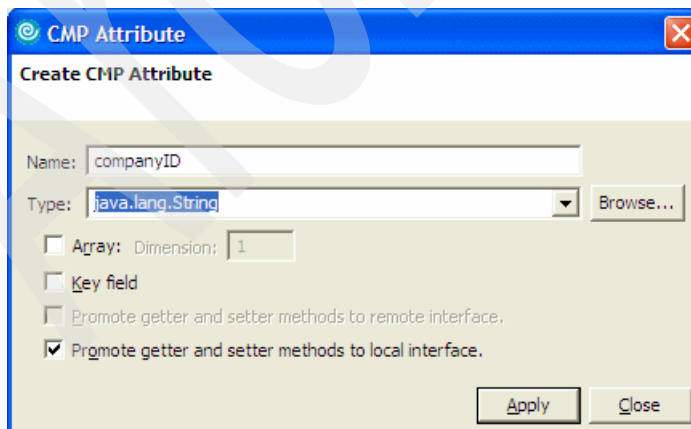 CMP Attribute
Create CMP Attribute
Name: companyID
Type: java.lang.String Browse...
Array: Dimension: 1
Key field
Promote getter and setter methods to remote interface.
Promote getter and setter methods to local interface.
Apply Close